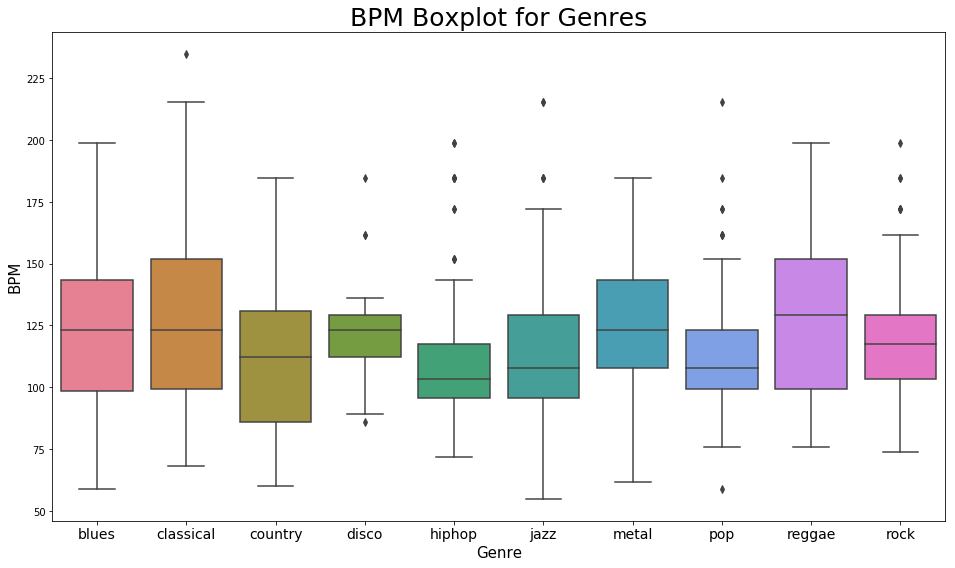 BPM Boxplot for Genres
BPM
225
200
175
150
125
100
75
50
blues classical country disco hiphop jazz metal pop reggae rock
Genre